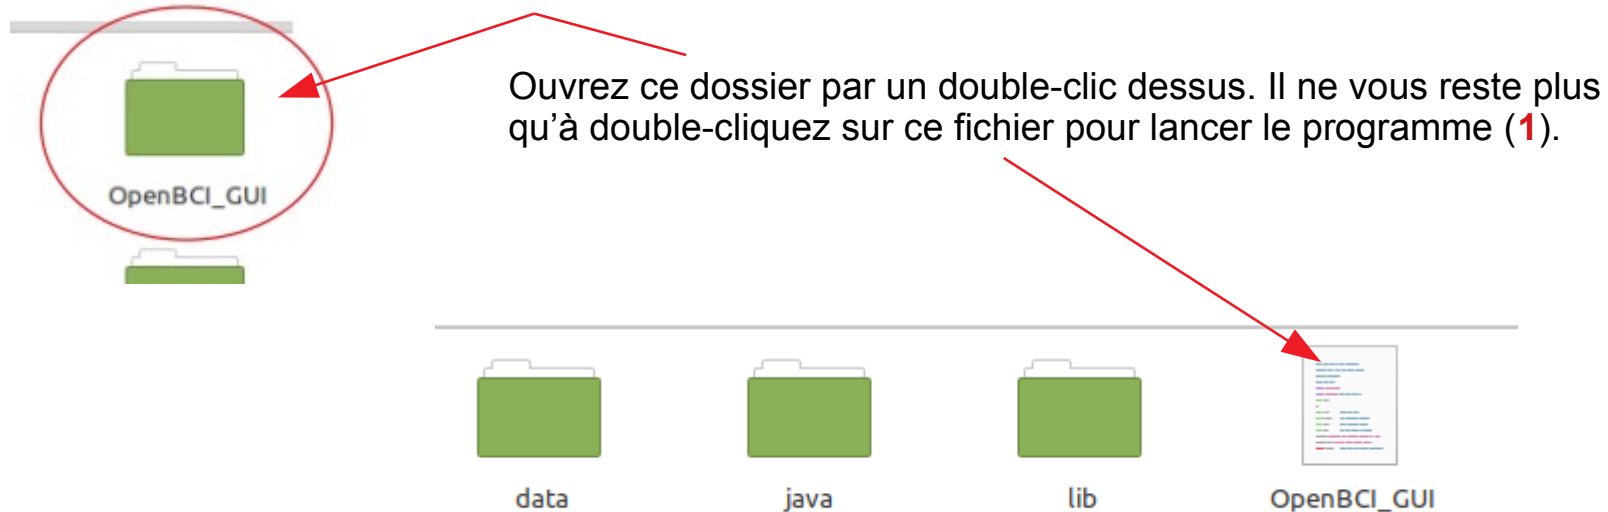 Ouvrez ce dossier par un double-clic dessus. Il ne vous reste plus
qu’à double-cliquez sur ce fichier pour lancer le programme (1).
OpenBCI_GUI
data
java
lib
OpenBCI_GUI